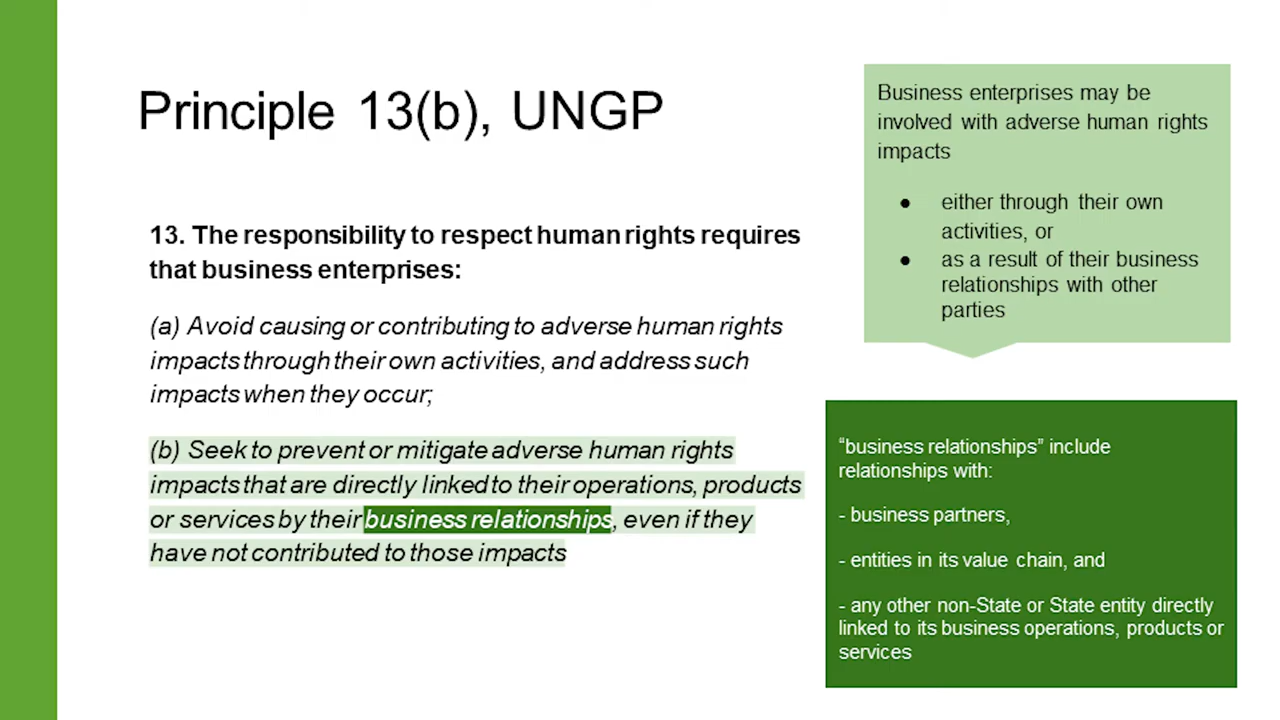 Principle 13(b), UNGP
13. The responsibility to respect human rights requires
that business enterprises:
(a) Avoid causing or contributing to adverse human rights
impacts through their own activities, and address such
impacts when they occur;
(b) Seek to prevent or mitigate adverse human rights
impacts that are directly linked to their operations, products
or services by their business relationships, even if they
have not contributed to those impacts
Business enterprises may be
involved with adverse human rights
impacts
● either through their own
activities, or
● as a result of their business
relationships with other
parties
“business relationships” include
relationships with:
- business partners,
- entities in its value chain, and
- any other non-State or State entity directly
linked to its business operations, products or
services